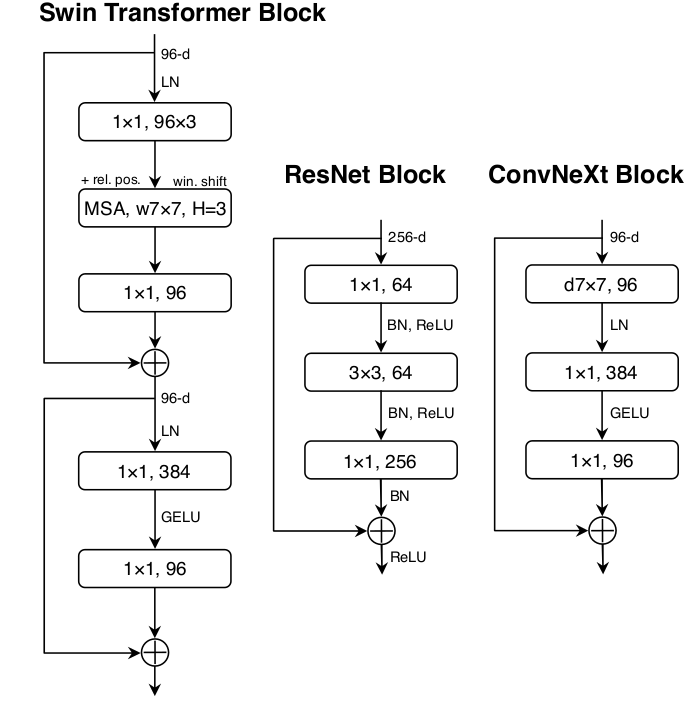 Swin Transformer Block
96-d
LN
1×1, 96×3
+ rel. pos.
win. shift
MSA, w7×7, H=3
1×1, 96
96-d
LN
1×1, 384
GELU
1×1, 96
ResNet Block
256-d
1×1, 64
BN, ReLU
3×3, 64
BN, ReLU
1×1, 256
BN
ReLU
ConvNeXt Block
96-d
d7×7, 96
LN
1×1, 384
GELU
1×1, 96